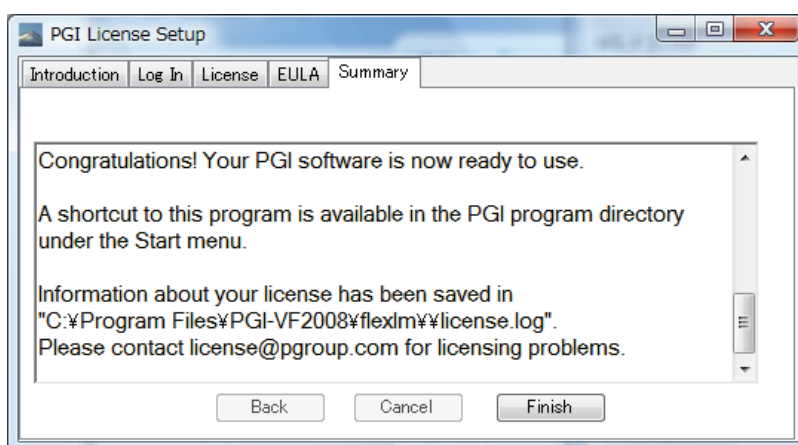 PGI License Setup
Introduction Log In License EULA Summary
Congratulations! Your PGI software is now ready to use.
A shortcut to this program is available in the PGI program directory
under the Start menu.
Information about your license has been saved in
"C:¥Program Files¥PGI-VF2008¥flexlm¥¥license.log".
Please contact license@pgroup.com for licensing problems.
Back Cancel Finish